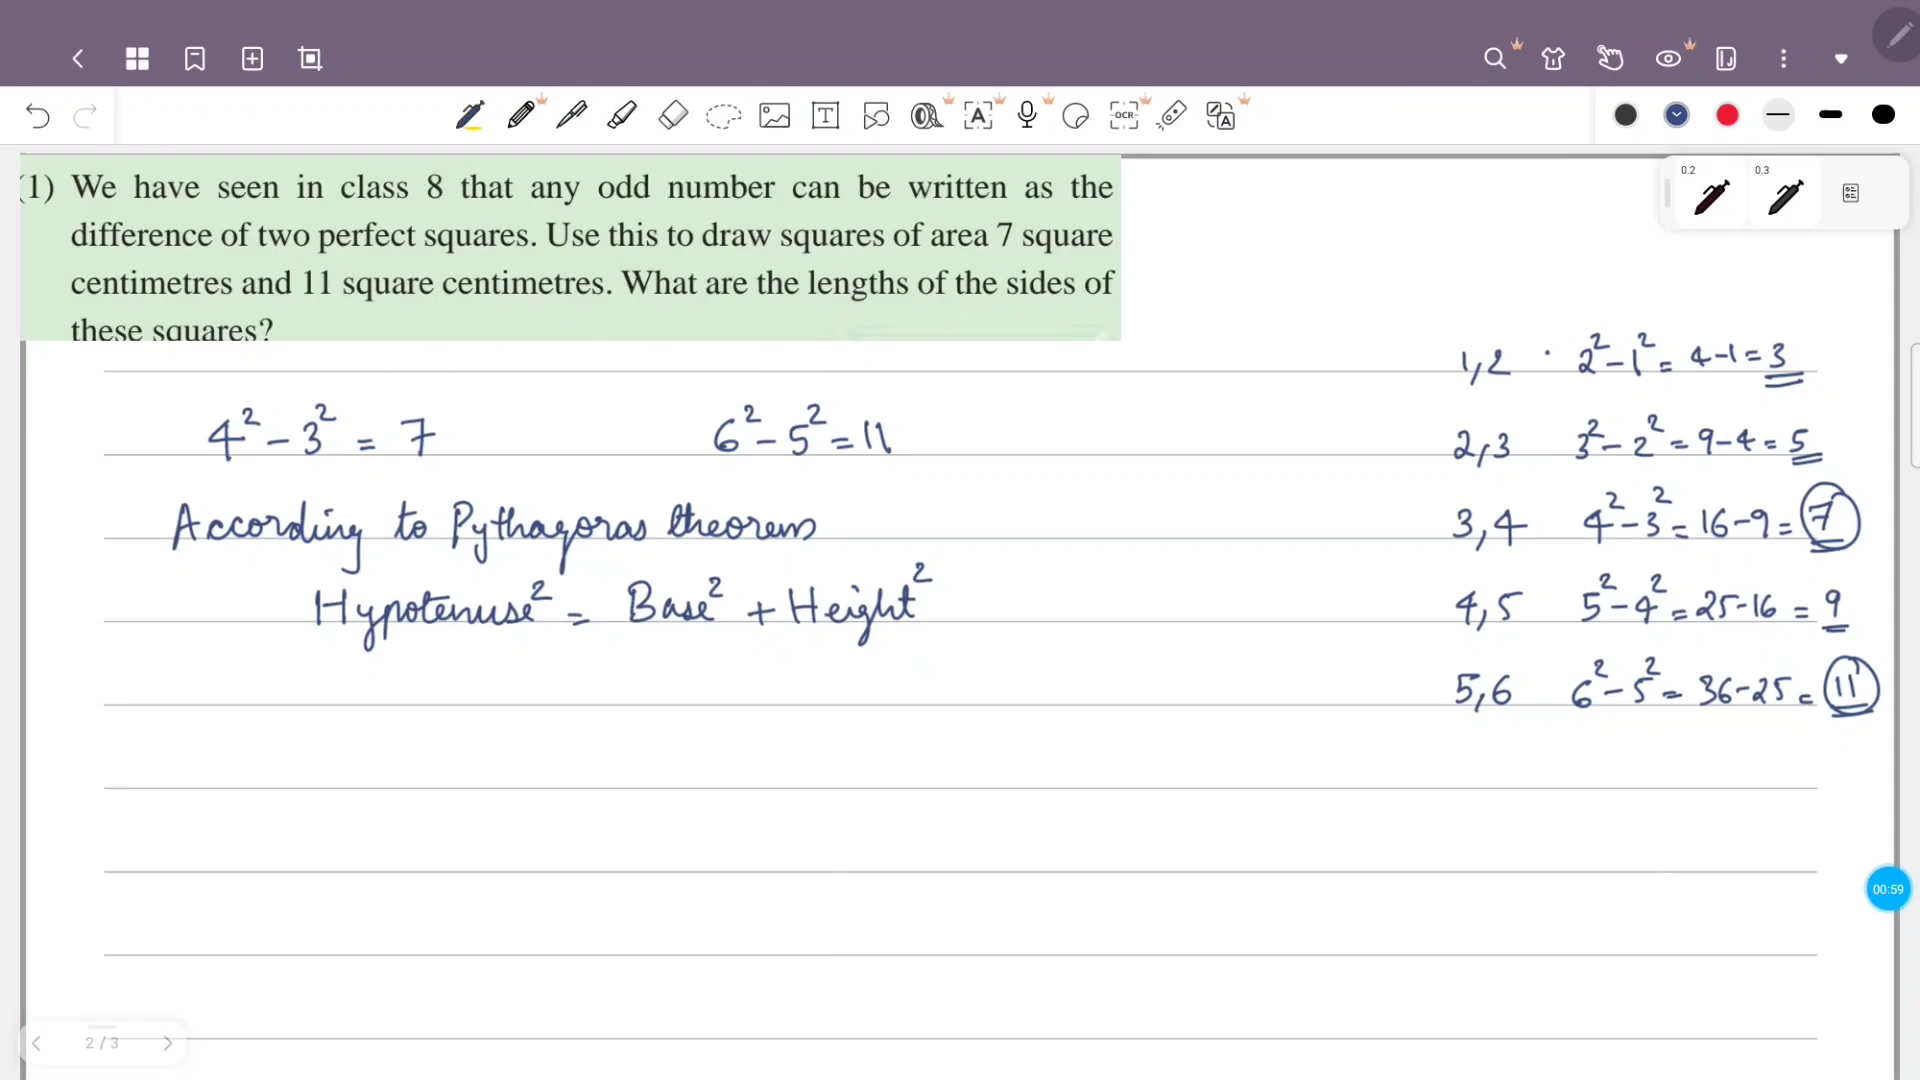 0.2 0.3
(1) We have seen in class 8 that any odd number can be written as the
difference of two perfect squares. Use this to draw squares of area 7 square
centimetres and 11 square centimetres. What are the lengths of the sides of
these squares?
1,2 · 2² - 1² = 4-1 = 3
4² - 3² = 7 6² - 5² = 11
2,3 3² - 2² = 9-4 = 5
According to Pythagoras theorem
3,4 4² - 3² = 16-9 = 7
Hypotenuse² = Base² + Height²
4,5 5² - 4² = 25-16 = 9
5,6 6² - 5² = 36-25 = 11
00:59
2 / 3